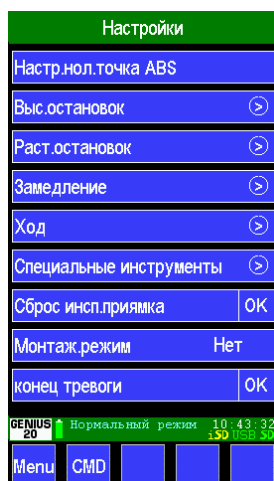 Настройки
Настр.нол.точка ABS
Выс.остановок
Раст.остановок
Замедление
Ход
Специальные инструменты
Сброс инсп.приямка OK
Монтаж.режим Нет
конец тревоги OK
GENIUS 20 Нормальный режим 10:43:32
iSD USB SD
Menu CMD